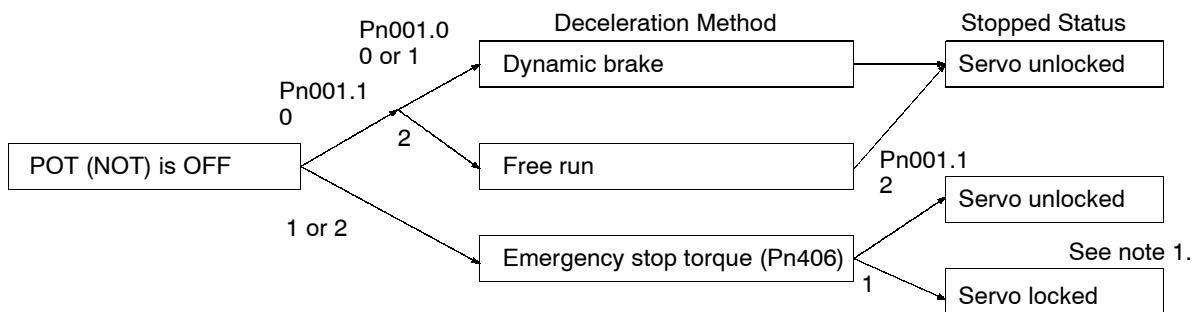 Deceleration Method
Stopped Status
Pn001.0
0 or 1
Dynamic brake
Servo unlocked
Pn001.1
0
2
POT (NOT) is OFF
Free run
Pn001.1
2
Servo unlocked
1 or 2
Emergency stop torque (Pn406)
See note 1.
1
Servo locked